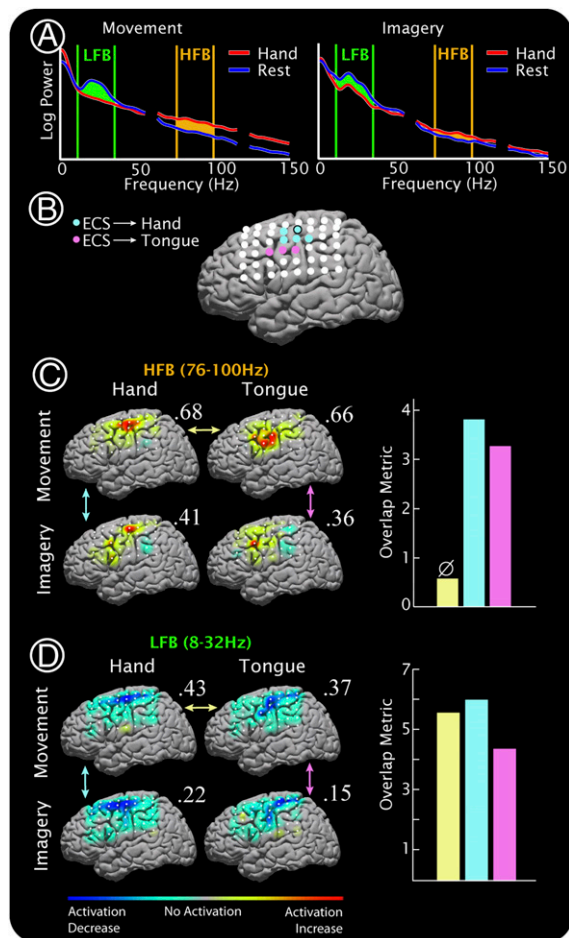 A
Movement
Imagery
LFB
HFB
Hand
Rest
LFB
HFB
Hand
Rest
Log Power
0 50 100 150
Frequency (Hz)
0 50 100 150
Frequency (Hz)
B
ECS → Hand
ECS → Tongue
C
HFB (76-100Hz)
Hand
Tongue
Movement
.68
.66
Imagery
.41
.36
Overlap Metric
4
3
2
1
0
∅
D
LFB (8-32Hz)
Hand
Tongue
Movement
.43
.37
Imagery
.22
.15
Overlap Metric
7
5
3
1
Activation Decrease
No Activation
Activation Increase